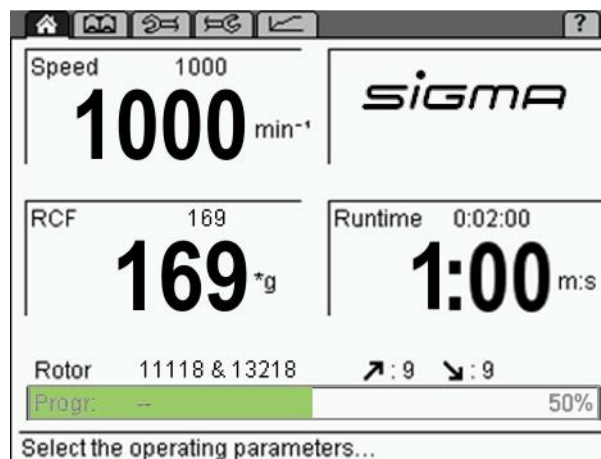 ?
Speed 1000
1000 min⁻¹
sigma
RCF 169
169 *g
Runtime 0:02:00
1:00 m:s
Rotor 11118 & 13218 ↗: 9 ↘: 9
Progr: -- 50%
Select the operating parameters...